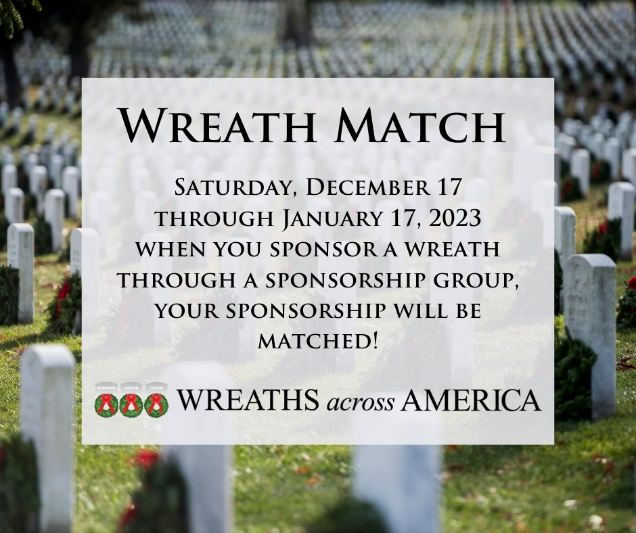 Wreath Match
Saturday, December 17
through January 17, 2023
when you sponsor a wreath
through a sponsorship group,
your sponsorship will be
matched!
WREATHS across AMERICA